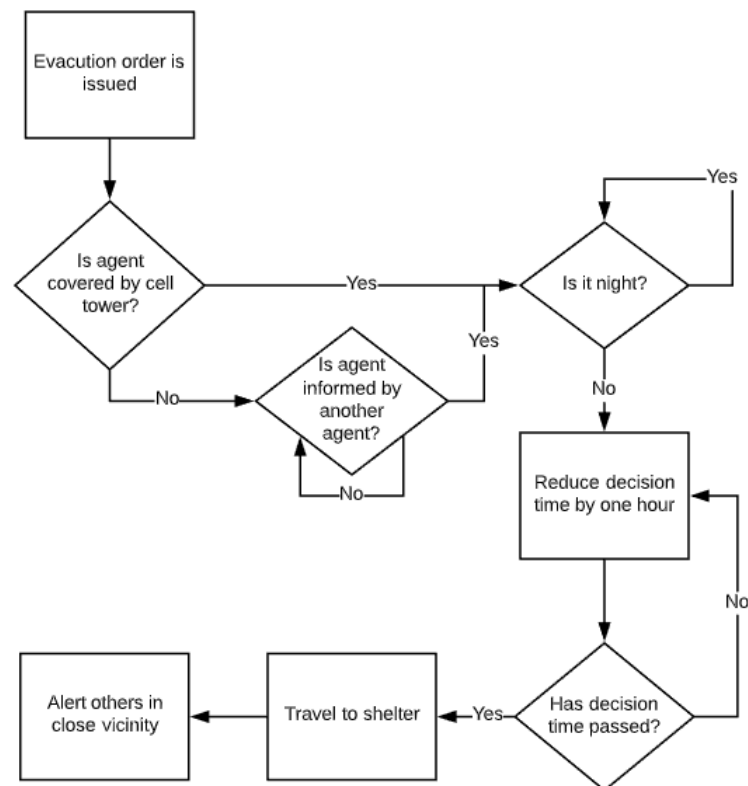 Evacution order is
issued
Is agent
covered by cell
tower?
Yes
No
Is agent
informed by
another
agent?
No
Yes
Is it night?
Yes
No
Reduce decision
time by one hour
Has decision
time passed?
No
Yes
Travel to shelter
Alert others in
close vicinity